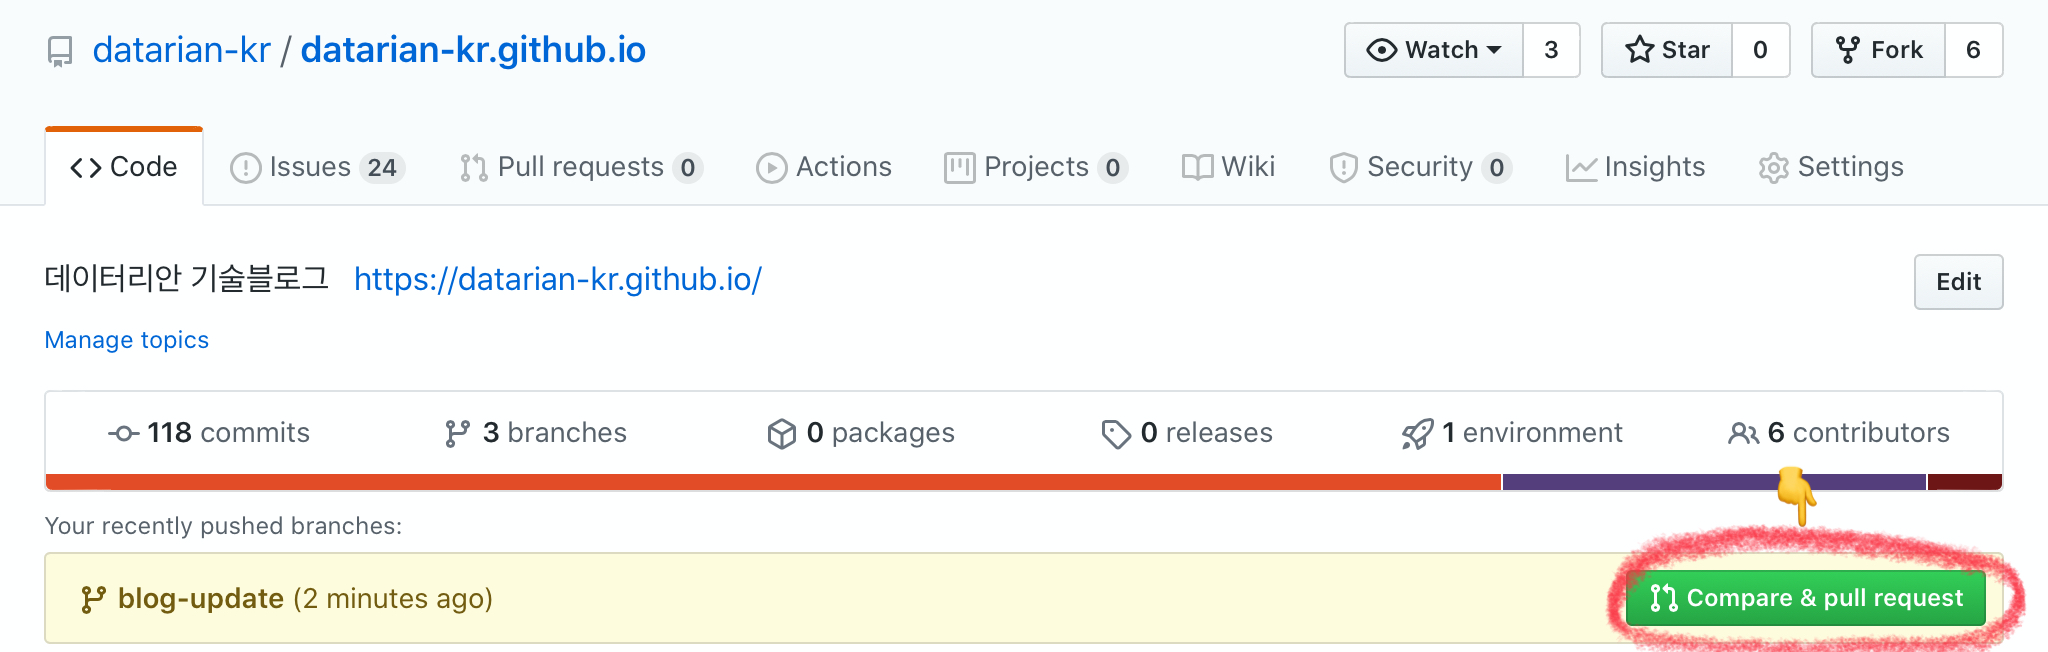 datarian-kr / datarian-kr.github.io
Watch 3 Star 0 Fork 6
Code Issues 24 Pull requests 0 Actions Projects 0 Wiki Security 0 Insights Settings
데이터리안 기술블로그 https://datarian-kr.github.io/
Edit
Manage topics
118 commits 3 branches 0 packages 0 releases 1 environment 6 contributors
Your recently pushed branches:
blog-update (2 minutes ago)
Compare & pull request